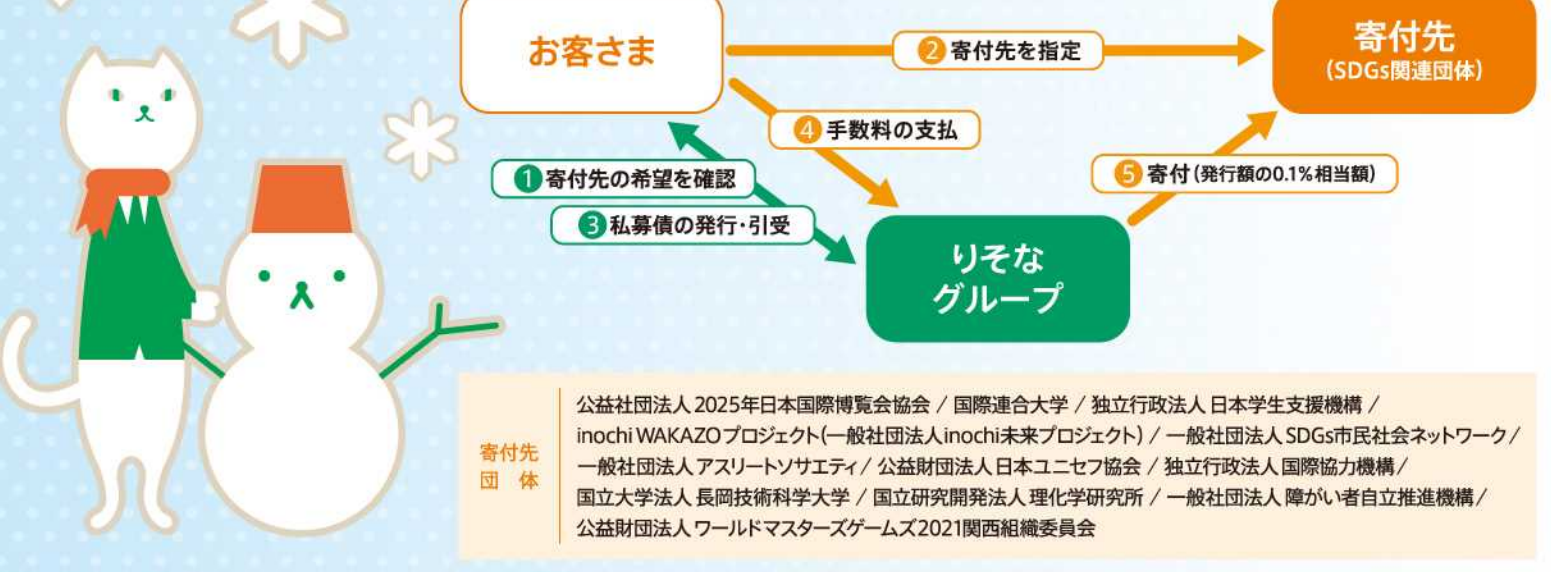 お客さま
②寄付先を指定
寄付先
(SDGs関連団体)
④手数料の支払
①寄付先の希望を確認
⑤寄付(発行額の0.1%相当額)
③私募債の発行・引受
りそな
グループ
寄付先
団 体
公益社団法人 2025年日本国際博覧会協会 / 国際連合大学 / 独立行政法人 日本学生支援機構 /
inochi WAKAZOプロジェクト(一般社団法人inochi未来プロジェクト) / 一般社団法人 SDGs市民社会ネットワーク/
一般社団法人 アスリートソサエティ/ 公益財団法人 日本ユニセフ協会 / 独立行政法人 国際協力機構/
国立大学法人 長岡技術科学大学 / 国立研究開発法人 理化学研究所 / 一般社団法人 障がい者自立推進機構/
公益財団法人 ワールドマスターズゲームズ2021関西組織委員会